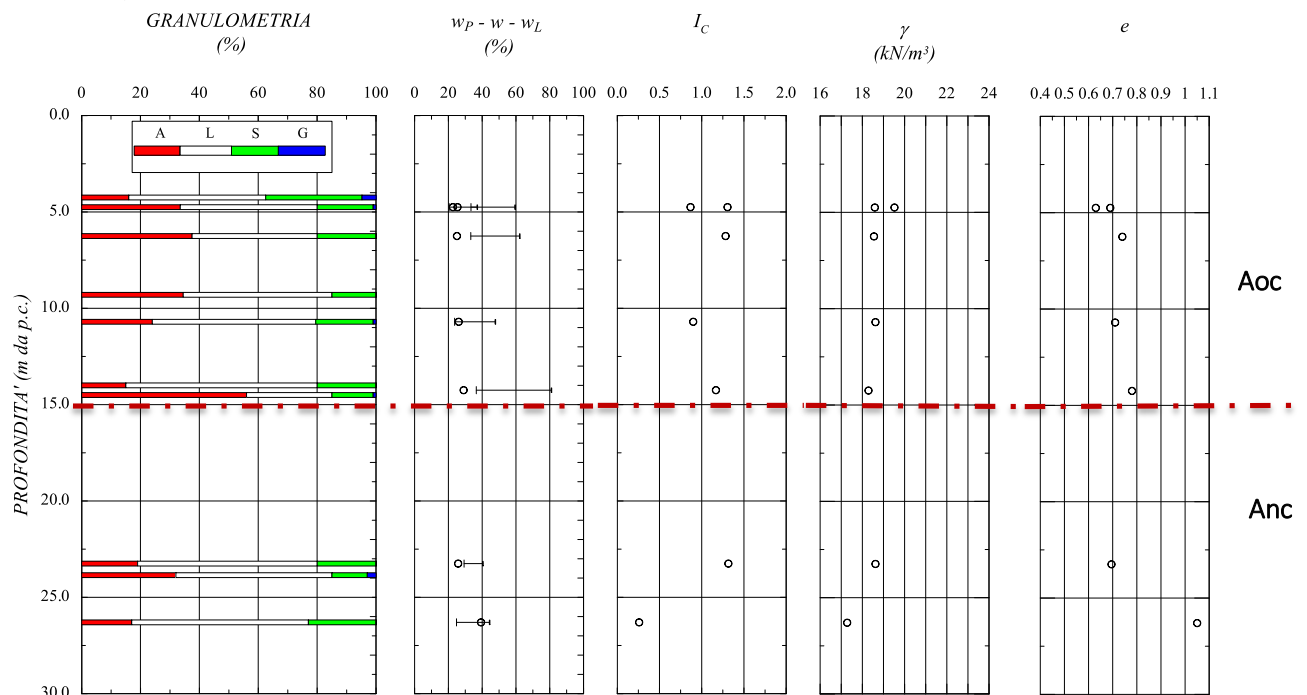 GRANULOMETRIA
(%)
w_P - w - w_L
(%)
I_C
γ
(kN/m³)
e
0 20 40 60 80 100
0 20 40 60 80 100
0.0 0.5 1.0 1.5 2.0
16 18 20 22 24
0.4 0.5 0.6 0.7 0.8 0.9 1 1.1
A L S G
0.0
5.0
10.0
15.0
20.0
25.0
30.0
PROFONDITA' (m da p.c.)
Aoc
Anc